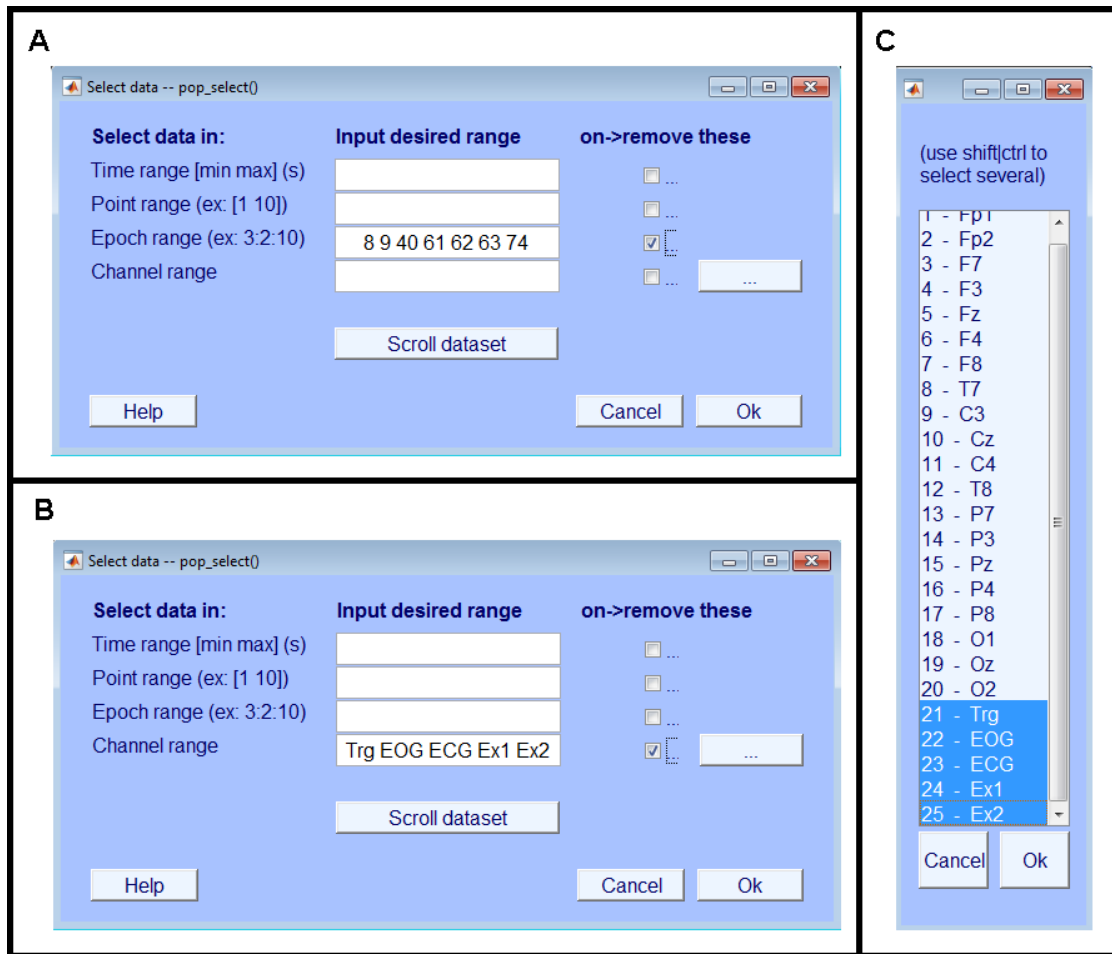 A
Select data -- pop_select()
Select data in: Input desired range on->remove these
Time range [min max] (s) ...
Point range (ex: [1 10]) ...
Epoch range (ex: 3:2:10) 8 9 40 61 62 63 74 ...
Channel range ... ...
Scroll dataset
Help Cancel Ok
B
Select data -- pop_select()
Select data in: Input desired range on->remove these
Time range [min max] (s) ...
Point range (ex: [1 10]) ...
Epoch range (ex: 3:2:10) ...
Channel range Trg EOG ECG Ex1 Ex2 ... ...
Scroll dataset
Help Cancel Ok
C
(use shift|ctrl to
select several)
1 - Fp1
2 - Fp2
3 - F7
4 - F3
5 - Fz
6 - F4
7 - F8
8 - T7
9 - C3
10 - Cz
11 - C4
12 - T8
13 - P7
14 - P3
15 - Pz
16 - P4
17 - P8
18 - O1
19 - Oz
20 - O2
21 - Trg
22 - EOG
23 - ECG
24 - Ex1
25 - Ex2
Cancel Ok